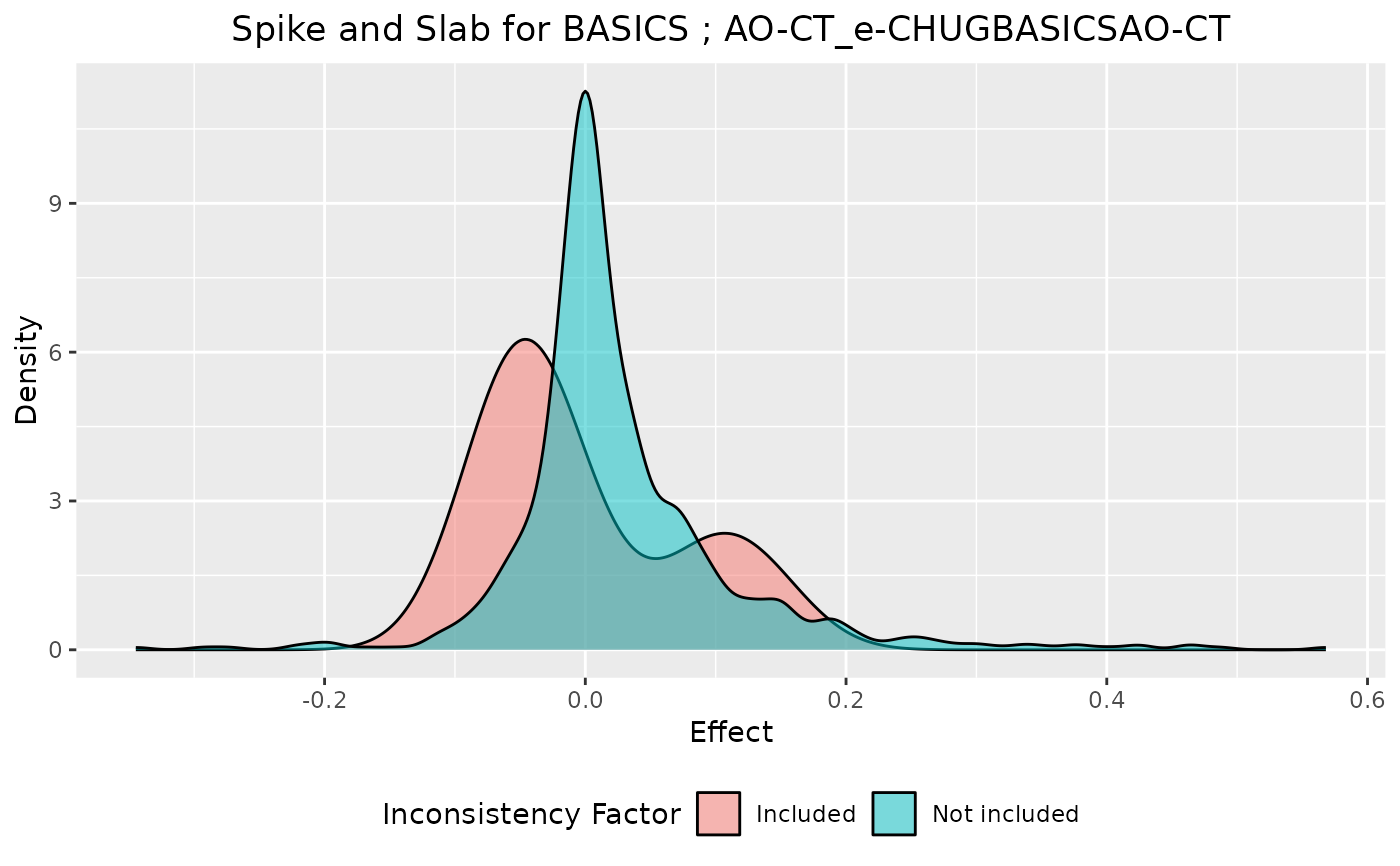 Spike and Slab for BASICS ; AO-CT_e-CHUGBASICSAO-CT
Density
9
6
3
0
-0.2 0.0 0.2 0.4 0.6
Effect
Inconsistency Factor Included Not included